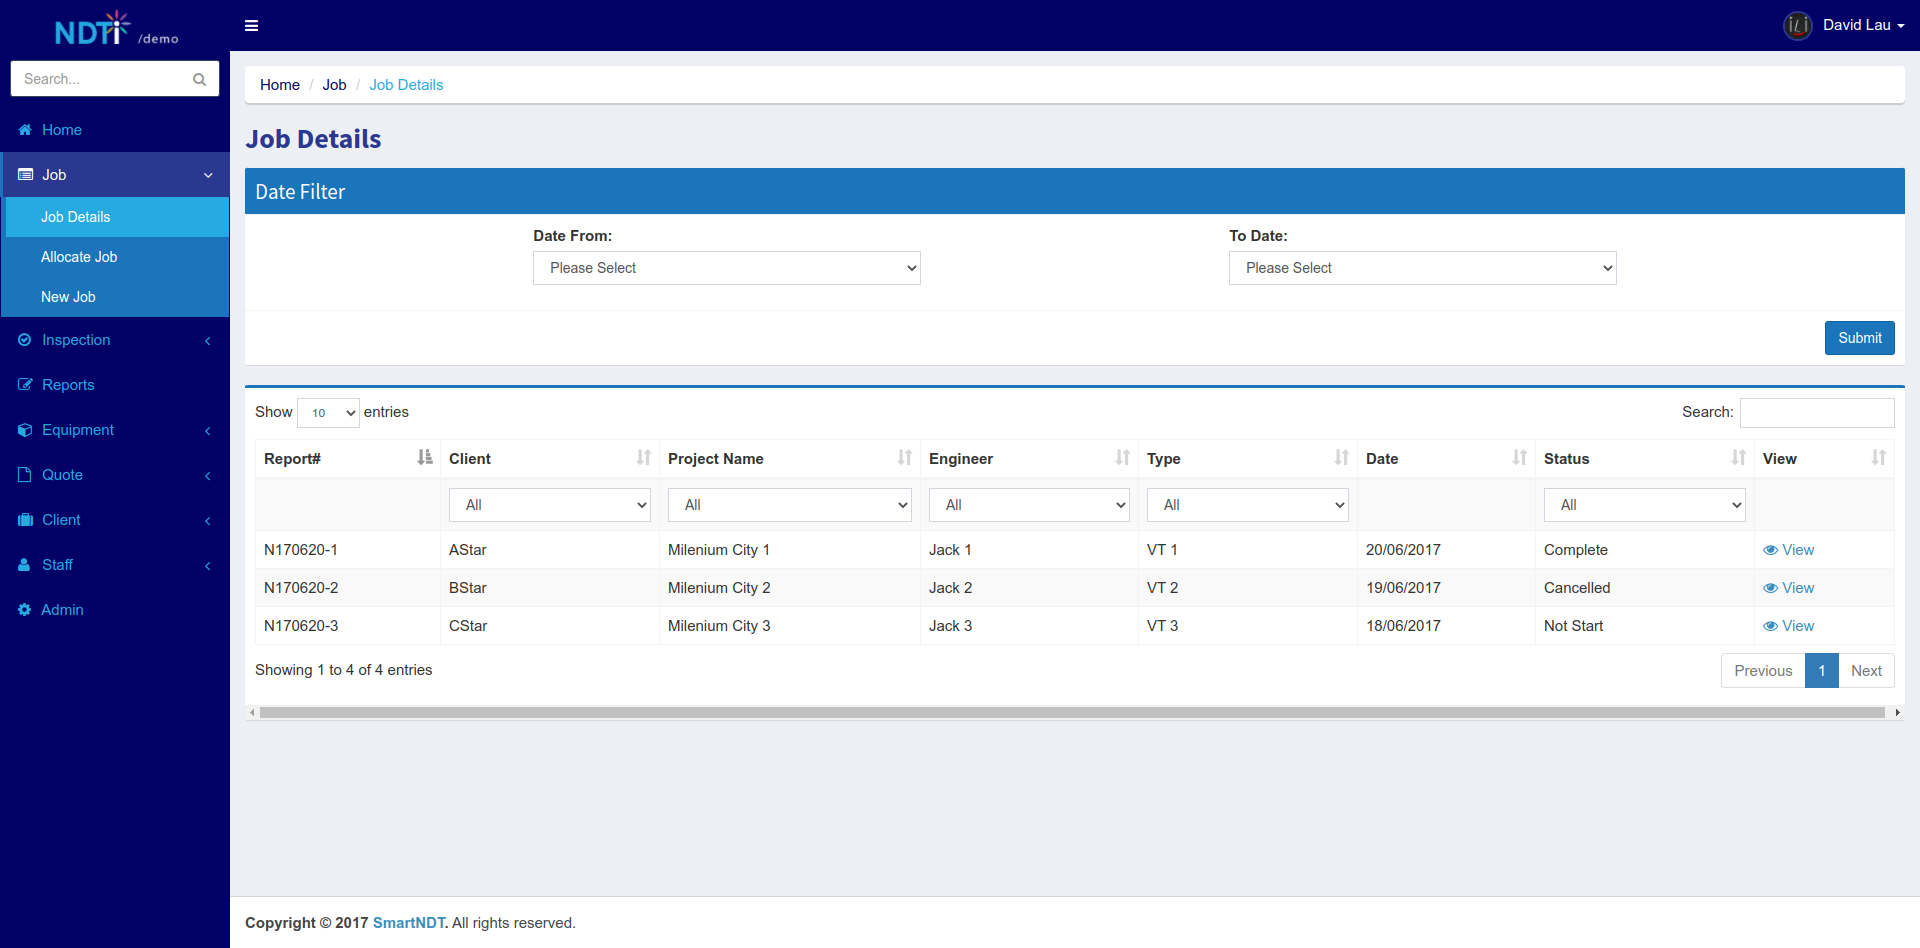 NDTi /demo
David Lau
Search...
Home
Job
Job Details
Allocate Job
New Job
Inspection
Reports
Equipment
Quote
Client
Staff
Admin
Home / Job / Job Details
Job Details
Date Filter
Date From: To Date:
Please Select Please Select
Submit
Show 10 entries Search:
Report# Client Project Name Engineer Type Date Status View
All All All All All
N170620-1 AStar Milenium City 1 Jack 1 VT 1 20/06/2017 Complete View
N170620-2 BStar Milenium City 2 Jack 2 VT 2 19/06/2017 Cancelled View
N170620-3 CStar Milenium City 3 Jack 3 VT 3 18/06/2017 Not Start View
Showing 1 to 4 of 4 entries Previous 1 Next
Copyright © 2017 SmartNDT. All rights reserved.